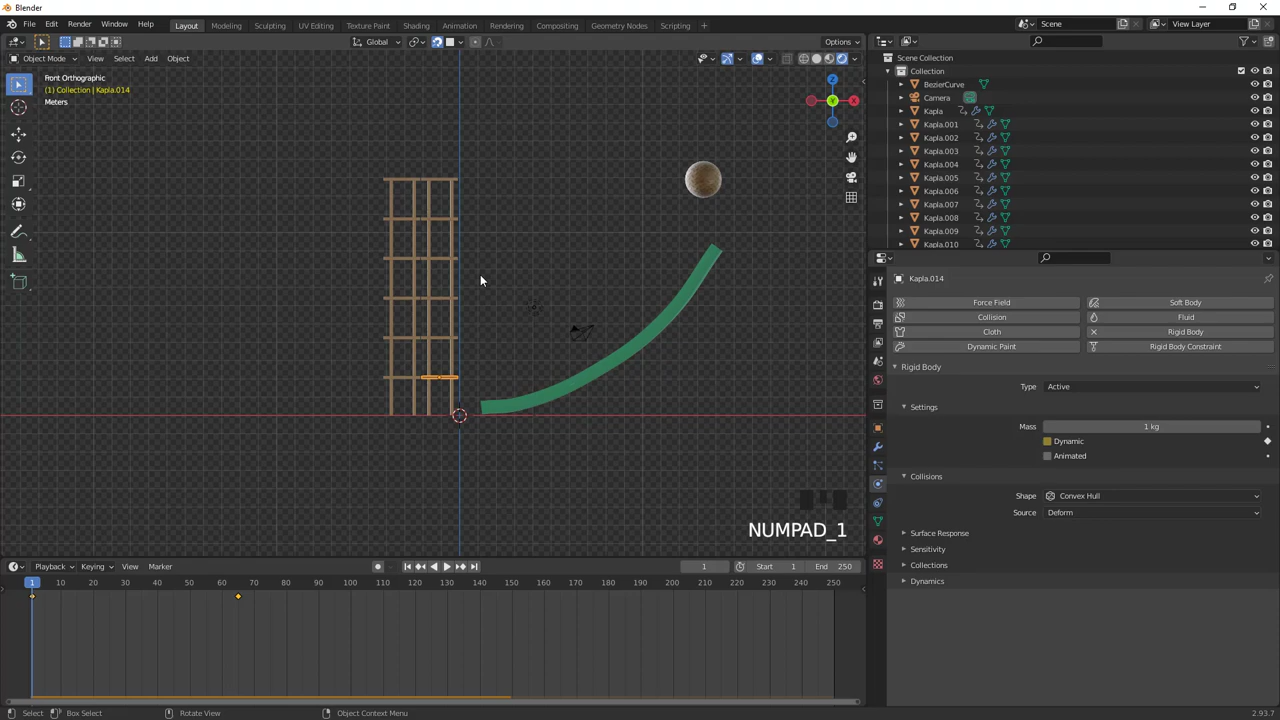 Blender
File Edit Render Window Help
Layout Modeling Sculpting UV Editing Texture Paint Shading Animation Rendering Compositing Geometry Nodes Scripting +
Scene
View Layer
Global
Options
Object Mode View Select Add Object
Front Orthographic
(1) Collection | Kapla.014
Meters
Z
X
Y
NUMPAD_1
Scene Collection
Collection
BezierCurve
Camera
Kapla
Kapla.001
Kapla.002
Kapla.003
Kapla.004
Kapla.005
Kapla.006
Kapla.007
Kapla.008
Kapla.009
Kapla.010
Kapla.014
Force Field Soft Body
Collision Fluid
Cloth Rigid Body
Dynamic Paint Rigid Body Constraint
Rigid Body
Type Active
Settings
Mass 1 kg
Dynamic
Animated
Collisions
Shape Convex Hull
Source Deform
Surface Response
Sensitivity
Collections
Dynamics
Playback Keying View Marker
1
Start 1
End 250
1 10 20 30 40 50 60 70 80 90 100 110 120 130 140 150 160 170 180 190 200 210 220 230 240 250
Select Box Select Rotate View Object Context Menu
2.93.7